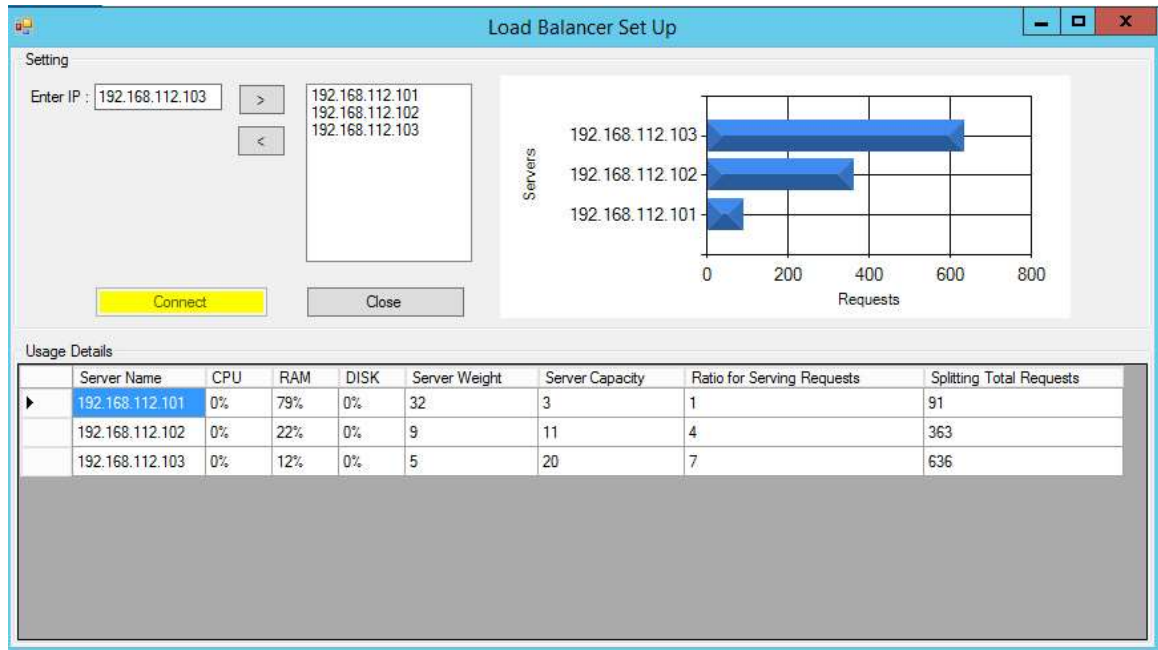 Load Balancer Set Up
Setting
Enter IP : 192.168.112.103
>
<
192.168.112.101
192.168.112.102
192.168.112.103
Connect
Close
Servers
192.168.112.103
192.168.112.102
192.168.112.101
0 200 400 600 800
Requests
Usage Details
Server Name CPU RAM DISK Server Weight Server Capacity Ratio for Serving Requests Splitting Total Requests
192.168.112.101 0% 79% 0% 32 3 1 91
192.168.112.102 0% 22% 0% 9 11 4 363
192.168.112.103 0% 12% 0% 5 20 7 636